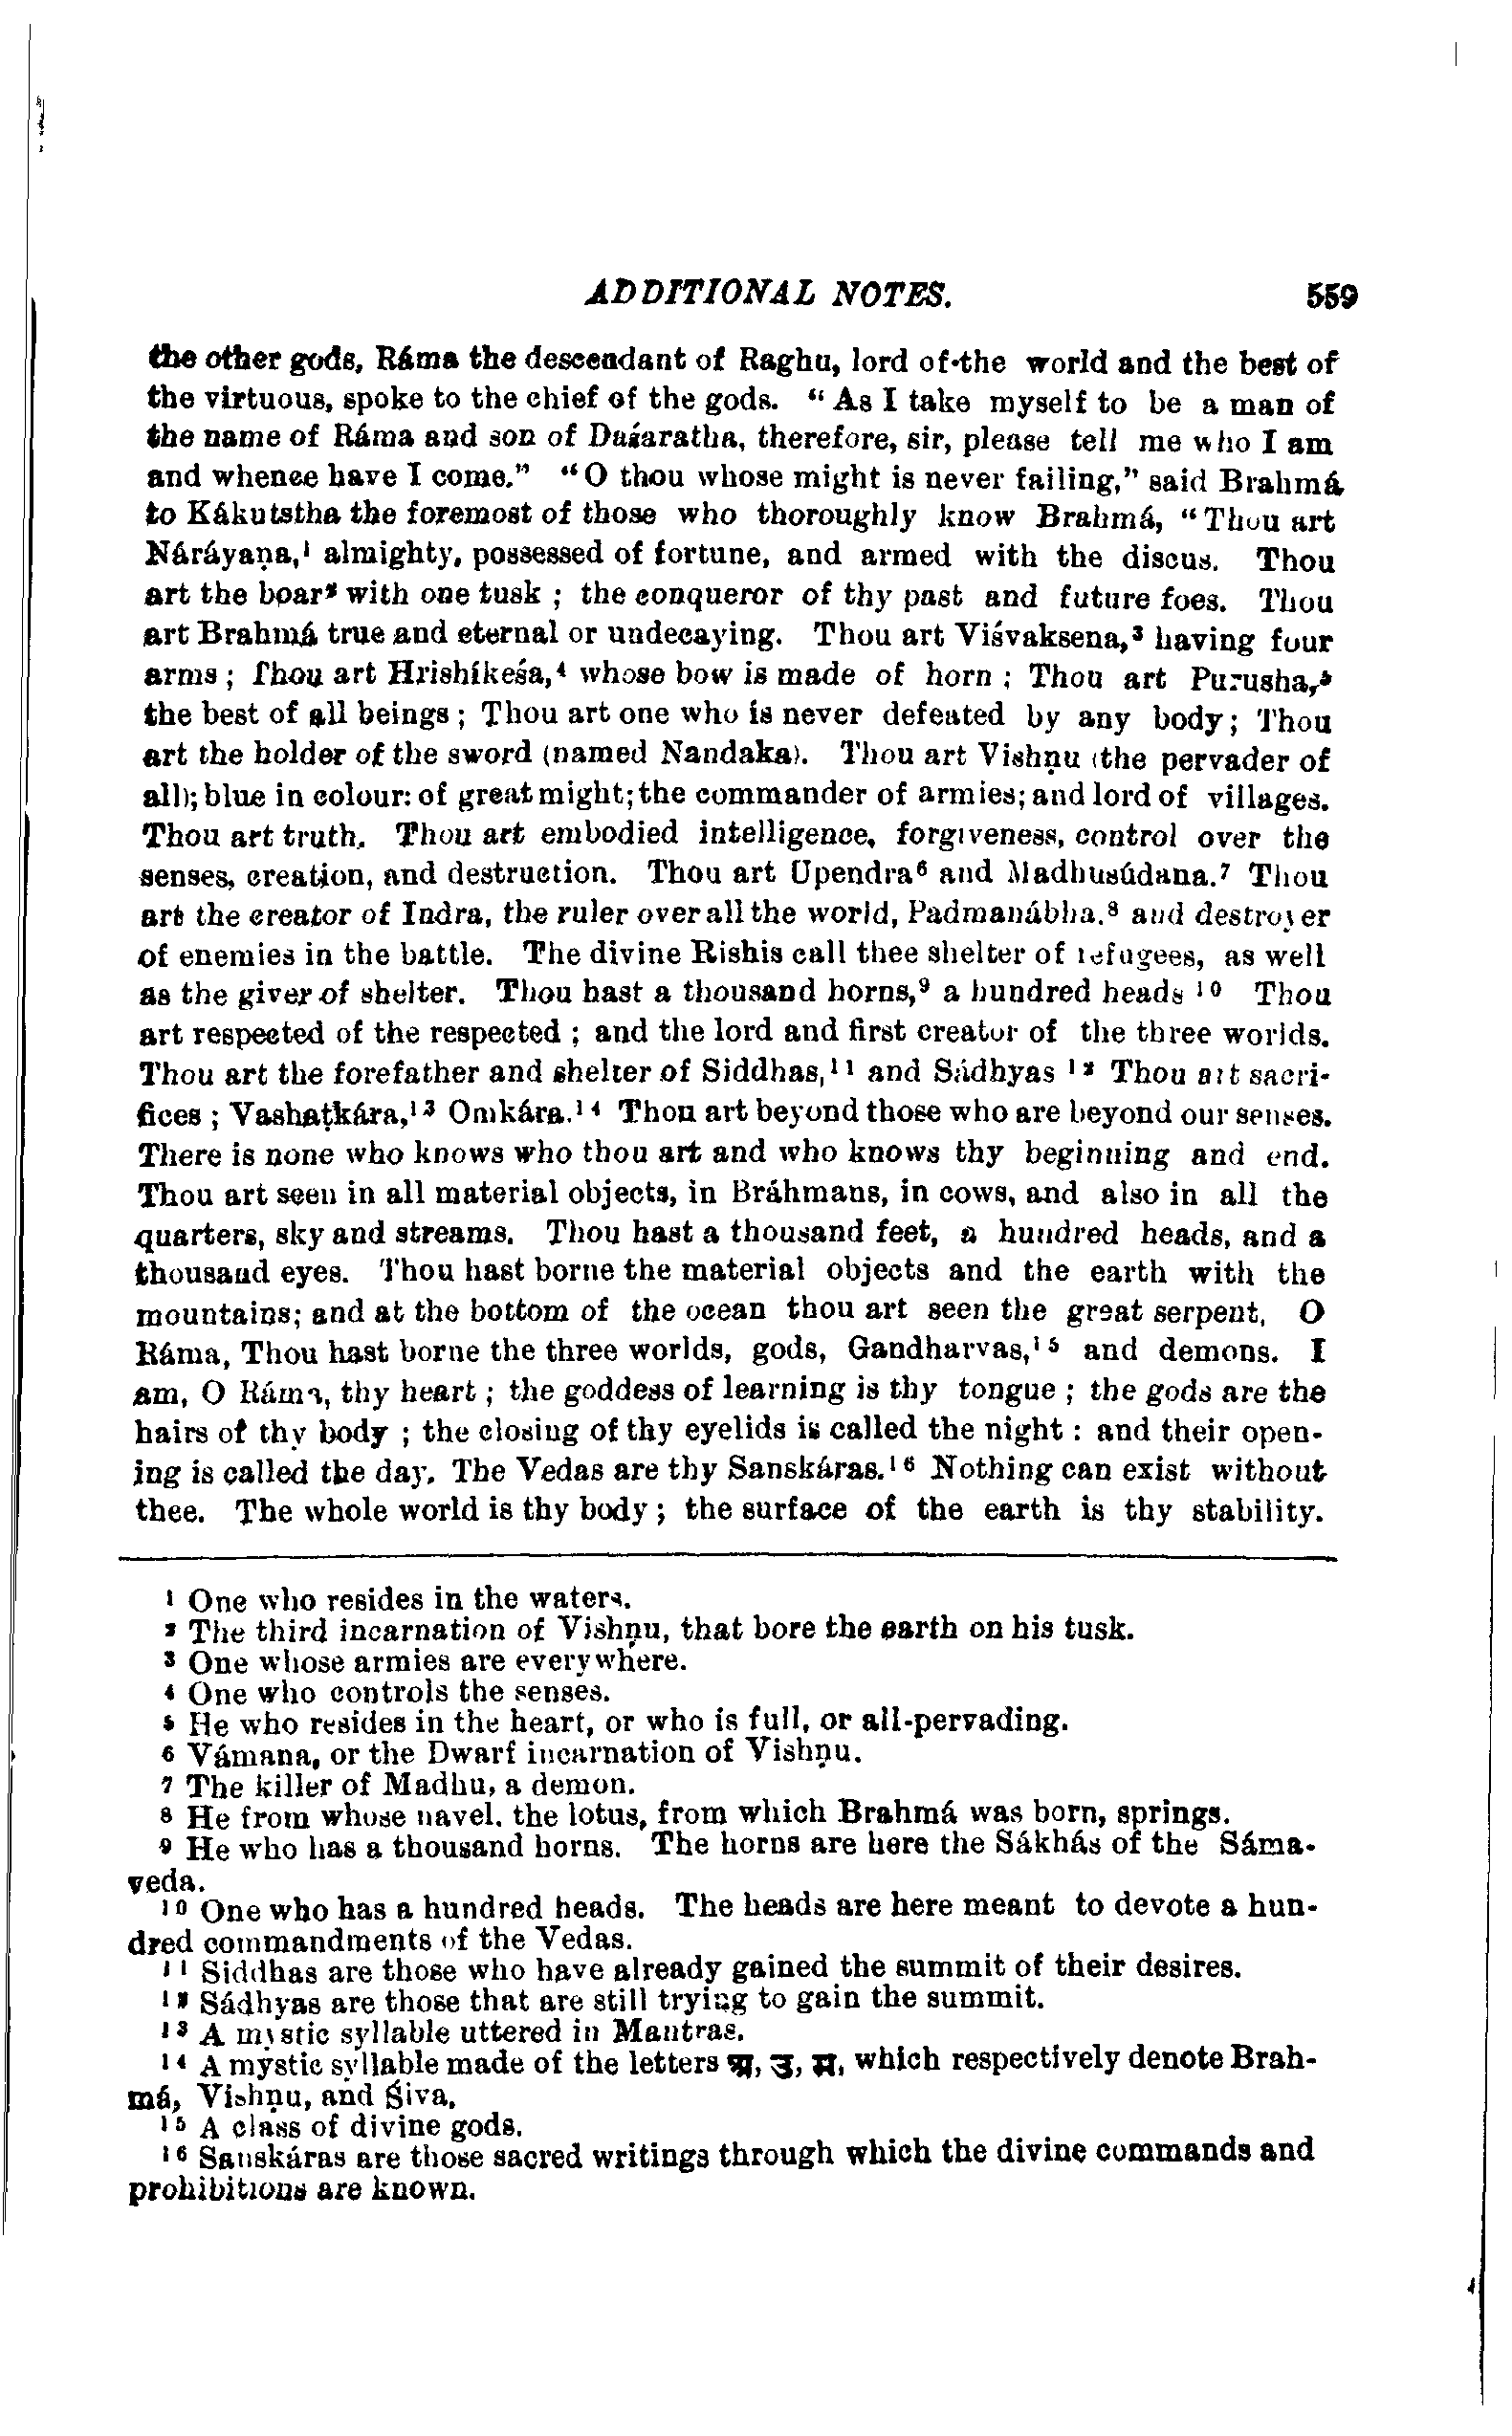 ADDITIONAL NOTES. 559
the other gods, Ráma the descendant of Raghu, lord of the world and the best of
the virtuous, spoke to the chief of the gods. “As I take myself to be a man of
the name of Ráma and son of Daśaratha, therefore, sir, please tell me who I am
and whence have I come.” “O thou whose might is never failing,” said Brahmá
to Kákutstha the foremost of those who thoroughly know Brahmá, “Thou art
Náráyaṇa,¹ almighty, possessed of fortune, and armed with the discus. Thou
art the boar² with one tusk ; the conqueror of thy past and future foes. Thou
art Brahmá true and eternal or undecaying. Thou art Viśvaksena,³ having four
arms ; Thou art Hrishíkeśa,⁴ whose bow is made of horn ; Thou art Purusha,⁵
the best of all beings ; Thou art one who is never defeated by any body; Thou
art the holder of the sword (named Nandaka). Thou art Vishṇu (the pervader of
all); blue in colour: of great might; the commander of armies; and lord of villages.
Thou art truth. Thou art embodied intelligence, forgiveness, control over the
senses, creation, and destruction. Thou art Upendra⁶ and Madhusúdana.⁷ Thou
art the creator of Indra, the ruler over all the world, Padmanábha.⁸ and destroyer
of enemies in the battle. The divine Rishis call thee shelter of refugees, as well
as the giver of shelter. Thou hast a thousand horns,⁹ a hundred heads ¹⁰ Thou
art respected of the respected ; and the lord and first creator of the three worlds.
Thou art the forefather and shelter of Siddhas,¹¹ and Sádhyas ¹² Thou art sacri-
fices ; Vashaṭkára,¹³ Omkára.¹⁴ Thou art beyond those who are beyond our senses.
There is none who knows who thou art and who knows thy beginning and end.
Thou art seen in all material objects, in Bráhmans, in cows, and also in all the
quarters, sky and streams. Thou hast a thousand feet, a hundred heads, and a
thousand eyes. Thou hast borne the material objects and the earth with the
mountains; and at the bottom of the ocean thou art seen the great serpent, O
Ráma, Thou hast borne the three worlds, gods, Gandharvas,¹⁵ and demons. I
am, O Ráma, thy heart ; the goddess of learning is thy tongue ; the gods are the
hairs of thy body ; the closing of thy eyelids is called the night : and their open-
ing is called the day. The Vedas are thy Sanskáras.¹⁶ Nothing can exist without
thee. The whole world is thy body ; the surface of the earth is thy stability.
¹ One who resides in the waters.
² The third incarnation of Vishṇu, that bore the earth on his tusk.
³ One whose armies are everywhere.
⁴ One who controls the senses.
⁵ He who resides in the heart, or who is full, or all-pervading.
⁶ Vámana, or the Dwarf incarnation of Vishṇu.
⁷ The killer of Madhu, a demon.
⁸ He from whose navel. the lotus, from which Brahmá was born, springs.
⁹ He who has a thousand horns. The horns are here the Sákhás of the Sáma-
veda.
¹⁰ One who has a hundred heads. The heads are here meant to devote a hun-
dred commandments of the Vedas.
¹¹ Siddhas are those who have already gained the summit of their desires.
¹² Sádhyas are those that are still trying to gain the summit.
¹³ A mystic syllable uttered in Mantras.
¹⁴ A mystic syllable made of the letters अ, उ, म, which respectively denote Brah-
má, Vishṇu, and Śiva.
¹⁵ A class of divine gods.
¹⁶ Sanskáras are those sacred writings through which the divine commands and
prohibitions are known.